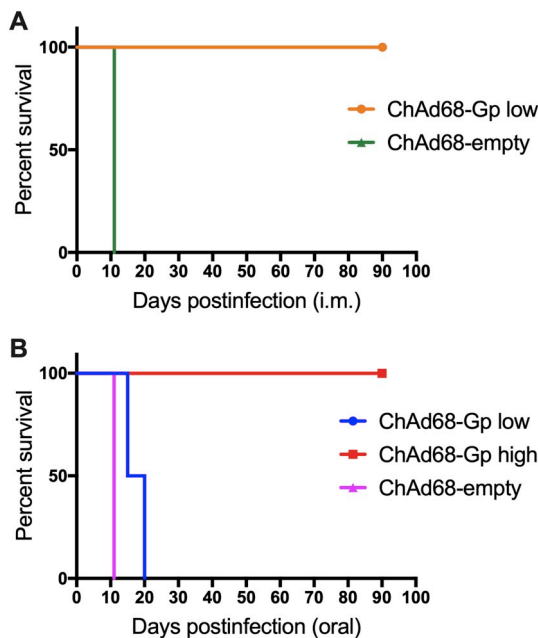 A
Percent survival
100
50
0
0 10 20 30 40 50 60 70 80 90 100
Days postinfection (i.m.)
ChAd68-Gp low
ChAd68-empty
B
Percent survival
100
50
0
0 10 20 30 40 50 60 70 80 90 100
Days postinfection (oral)
ChAd68-Gp low
ChAd68-Gp high
ChAd68-empty